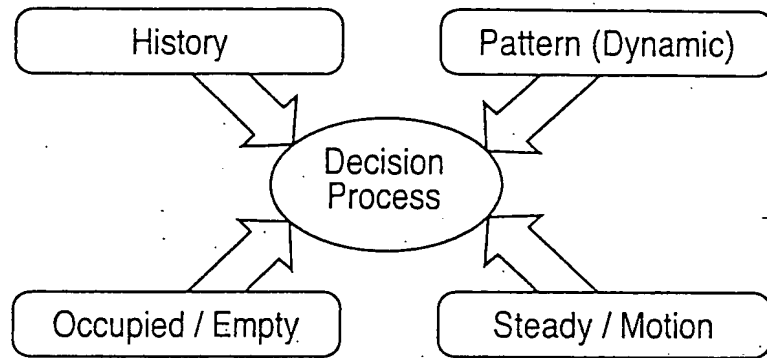 History
Pattern (Dynamic)
Decision
Process
Occupied / Empty
Steady / Motion